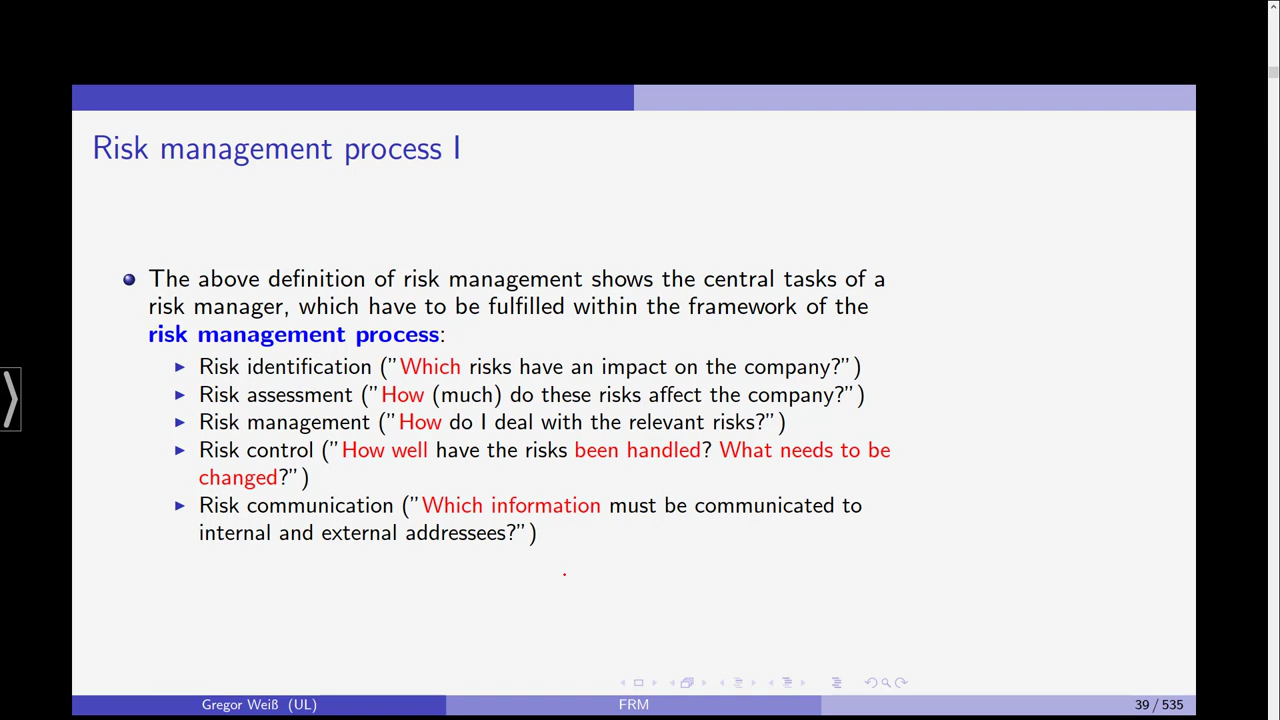 Risk management process I
The above definition of risk management shows the central tasks of a
risk manager, which have to be fulfilled within the framework of the
risk management process:
Risk identification ("Which risks have an impact on the company?")
Risk assessment ("How (much) do these risks affect the company?")
Risk management ("How do I deal with the relevant risks?")
Risk control ("How well have the risks been handled? What needs to be
changed?")
Risk communication ("Which information must be communicated to
internal and external addressees?")
Gregor Weiß (UL) FRM 39 / 535